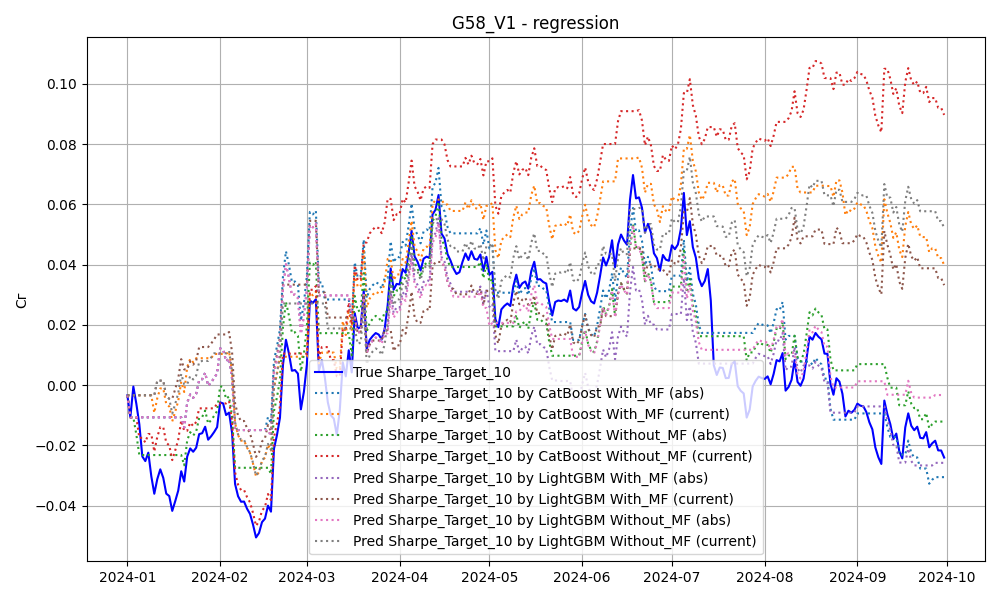 G58_V1 - regression
Cr
0.10
0.08
0.06
0.04
0.02
0.00
−0.02
−0.04
True Sharpe_Target_10
Pred Sharpe_Target_10 by CatBoost With_MF (abs)
Pred Sharpe_Target_10 by CatBoost With_MF (current)
Pred Sharpe_Target_10 by CatBoost Without_MF (abs)
Pred Sharpe_Target_10 by CatBoost Without_MF (current)
Pred Sharpe_Target_10 by LightGBM With_MF (abs)
Pred Sharpe_Target_10 by LightGBM With_MF (current)
Pred Sharpe_Target_10 by LightGBM Without_MF (abs)
Pred Sharpe_Target_10 by LightGBM Without_MF (current)
2024-01 2024-02 2024-03 2024-04 2024-05 2024-06 2024-07 2024-08 2024-09 2024-10